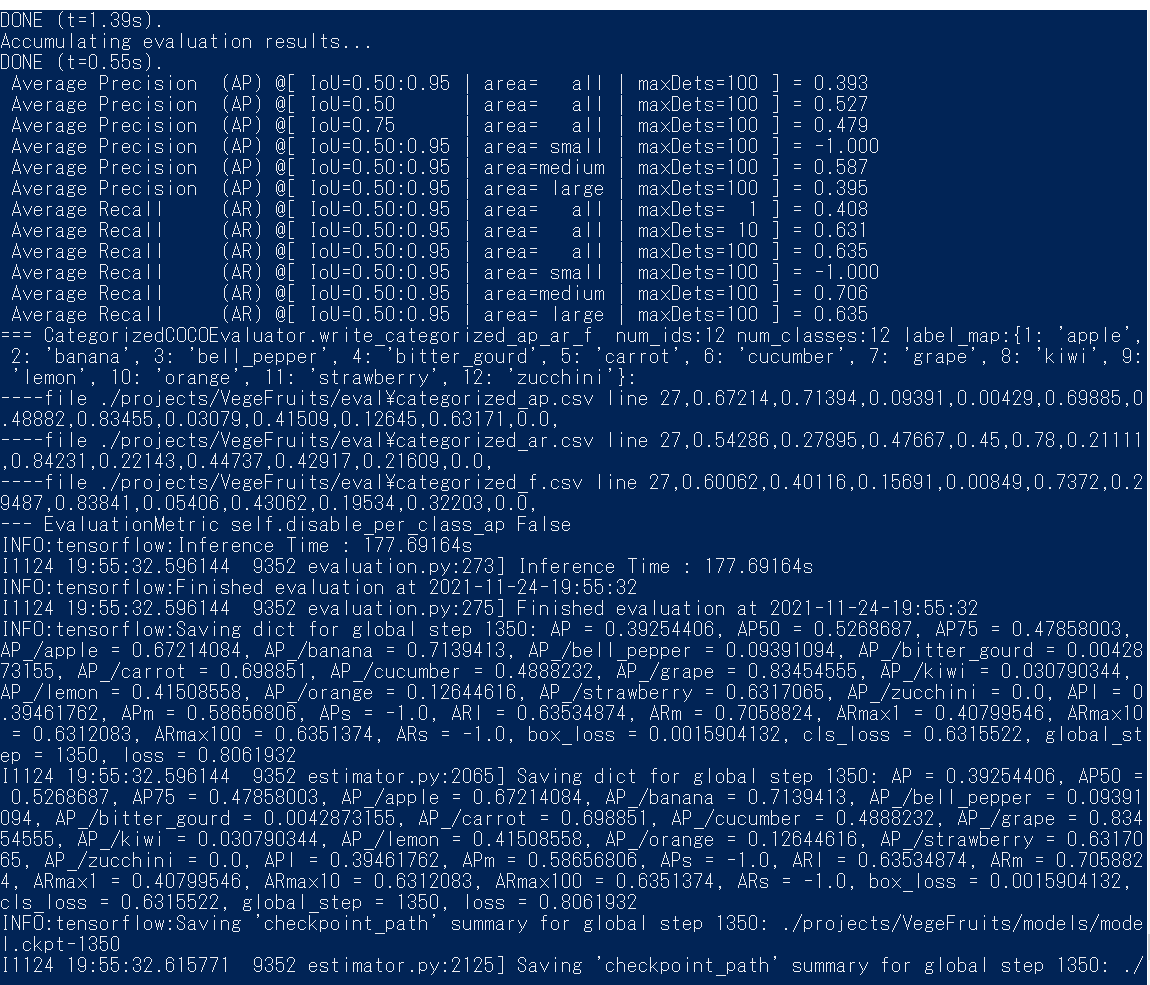 DONE (t=1.39s).
Accumulating evaluation results...
DONE (t=0.55s).
 Average Precision  (AP) @[ IoU=0.50:0.95 | area=   all | maxDets=100 ] = 0.393
 Average Precision  (AP) @[ IoU=0.50      | area=   all | maxDets=100 ] = 0.527
 Average Precision  (AP) @[ IoU=0.75      | area=   all | maxDets=100 ] = 0.479
 Average Precision  (AP) @[ IoU=0.50:0.95 | area= small | maxDets=100 ] = -1.000
 Average Precision  (AP) @[ IoU=0.50:0.95 | area=medium | maxDets=100 ] = 0.587
 Average Precision  (AP) @[ IoU=0.50:0.95 | area= large | maxDets=100 ] = 0.395
 Average Recall     (AR) @[ IoU=0.50:0.95 | area=   all | maxDets=  1 ] = 0.408
 Average Recall     (AR) @[ IoU=0.50:0.95 | area=   all | maxDets= 10 ] = 0.631
 Average Recall     (AR) @[ IoU=0.50:0.95 | area=   all | maxDets=100 ] = 0.635
 Average Recall     (AR) @[ IoU=0.50:0.95 | area= small | maxDets=100 ] = -1.000
 Average Recall     (AR) @[ IoU=0.50:0.95 | area=medium | maxDets=100 ] = 0.706
 Average Recall     (AR) @[ IoU=0.50:0.95 | area= large | maxDets=100 ] = 0.635
=== CategorizedCOCOEvaluator.write_categorized_ap_ar_f  num_ids:12 num_classes:12 label_map:{1: 'apple',
 2: 'banana', 3: 'bell_pepper', 4: 'bitter_gourd', 5: 'carrot', 6: 'cucumber', 7: 'grape', 8: 'kiwi', 9:
 'lemon', 10: 'orange', 11: 'strawberry', 12: 'zucchini'}:
----file ./projects/VegeFruits/eval¥categorized_ap.csv line 27,0.67214,0.71394,0.09391,0.00429,0.69885,0
.48882,0.83455,0.03079,0.41509,0.12645,0.63171,0.0,
----file ./projects/VegeFruits/eval¥categorized_ar.csv line 27,0.54286,0.27895,0.47667,0.45,0.78,0.21111
,0.84231,0.22143,0.44737,0.42917,0.21609,0.0,
----file ./projects/VegeFruits/eval¥categorized_f.csv line 27,0.60062,0.40116,0.15691,0.00849,0.7372,0.2
9487,0.83841,0.05406,0.43062,0.19534,0.32203,0.0,
--- EvaluationMetric self.disable_per_class_ap False
INFO:tensorflow:Inference Time : 177.69164s
I1124 19:55:32.596144  9352 evaluation.py:273] Inference Time : 177.69164s
INFO:tensorflow:Finished evaluation at 2021-11-24-19:55:32
I1124 19:55:32.596144  9352 evaluation.py:275] Finished evaluation at 2021-11-24-19:55:32
INFO:tensorflow:Saving dict for global step 1350: AP = 0.39254406, AP50 = 0.5268687, AP75 = 0.47858003,
AP_/apple = 0.67214084, AP_/banana = 0.7139413, AP_/bell_pepper = 0.09391094, AP_/bitter_gourd = 0.00428
73155, AP_/carrot = 0.698851, AP_/cucumber = 0.4888232, AP_/grape = 0.83454555, AP_/kiwi = 0.030790344,
AP_/lemon = 0.41508558, AP_/orange = 0.12644616, AP_/strawberry = 0.6317065, AP_/zucchini = 0.0, APl = 0
.39461762, APm = 0.58656806, APs = -1.0, ARl = 0.63534874, ARm = 0.7058824, ARmax1 = 0.40799546, ARmax10
 = 0.6312083, ARmax100 = 0.6351374, ARs = -1.0, box_loss = 0.0015904132, cls_loss = 0.6315522, global_st
ep = 1350, loss = 0.8061932
I1124 19:55:32.596144  9352 estimator.py:2065] Saving dict for global step 1350: AP = 0.39254406, AP50 =
 0.5268687, AP75 = 0.47858003, AP_/apple = 0.67214084, AP_/banana = 0.7139413, AP_/bell_pepper = 0.09391
094, AP_/bitter_gourd = 0.0042873155, AP_/carrot = 0.698851, AP_/cucumber = 0.4888232, AP_/grape = 0.834
54555, AP_/kiwi = 0.030790344, AP_/lemon = 0.41508558, AP_/orange = 0.12644616, AP_/strawberry = 0.63170
65, AP_/zucchini = 0.0, APl = 0.39461762, APm = 0.58656806, APs = -1.0, ARl = 0.63534874, ARm = 0.705882
4, ARmax1 = 0.40799546, ARmax10 = 0.6312083, ARmax100 = 0.6351374, ARs = -1.0, box_loss = 0.0015904132,
cls_loss = 0.6315522, global_step = 1350, loss = 0.8061932
INFO:tensorflow:Saving 'checkpoint_path' summary for global step 1350: ./projects/VegeFruits/models/mode
l.ckpt-1350
I1124 19:55:32.615771  9352 estimator.py:2125] Saving 'checkpoint_path' summary for global step 1350: ./